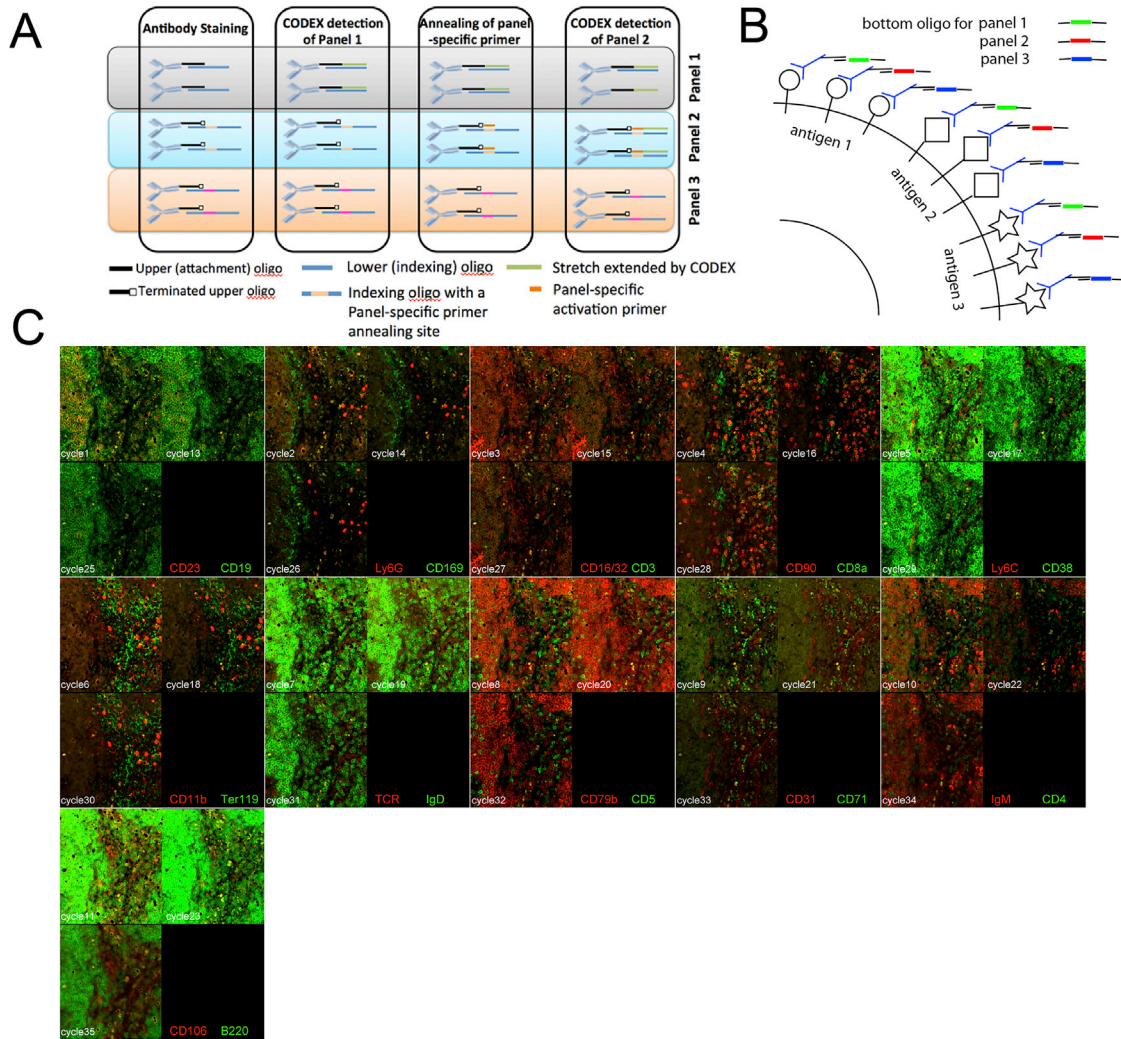 A
Antibody Staining
CODEX detection
of Panel 1
Annealing of panel
-specific primer
CODEX detection
of Panel 2
Panel 1
Panel 2
Panel 3
Upper (attachment) oligo
Terminated upper oligo
Lower (indexing) oligo
Indexing oligo with a
Panel-specific primer
annealing site
Stretch extended by CODEX
Panel-specific
activation primer
B
bottom oligo for panel 1
panel 2
panel 3
antigen 1
antigen 2
antigen 3
C
cycle1 cycle13
cycle25 CD23 CD19
cycle2 cycle14
cycle26 Ly6G CD169
cycle3 cycle15
cycle27 CD16/32 CD3
cycle4 cycle16
cycle28 CD90 CD8a
cycle5 cycle17
cycle29 Ly6C CD38
cycle6 cycle18
cycle30 CD11b Ter119
cycle7 cycle19
cycle31 TCR IgD
cycle8 cycle20
cycle32 CD79b CD5
cycle9 cycle21
cycle33 CD31 CD71
cycle10 cycle22
cycle34 IgM CD4
cycle11 cycle23
cycle35 CD106 B220